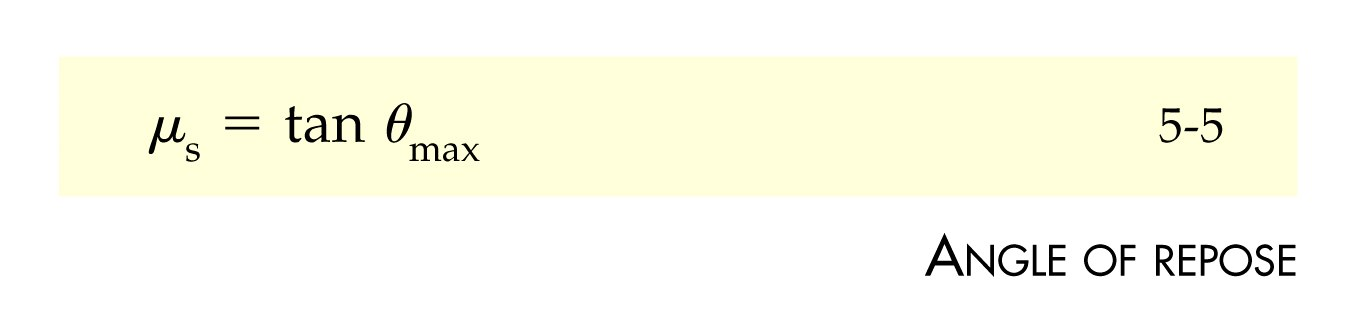 μs = tan θmax 5-5
ANGLE OF REPOSE